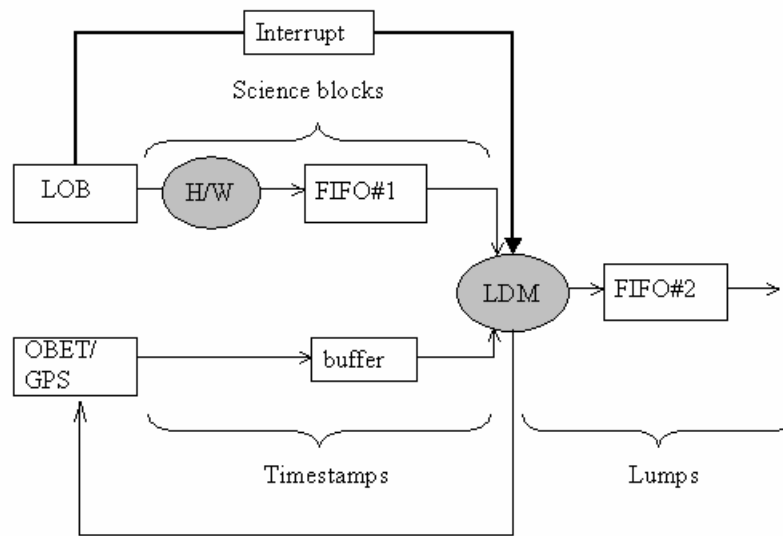 Interrupt
Science blocks
LOB
H/W
FIFO#1
LDM
FIFO#2
OBET/
GPS
buffer
Timestamps
Lumps